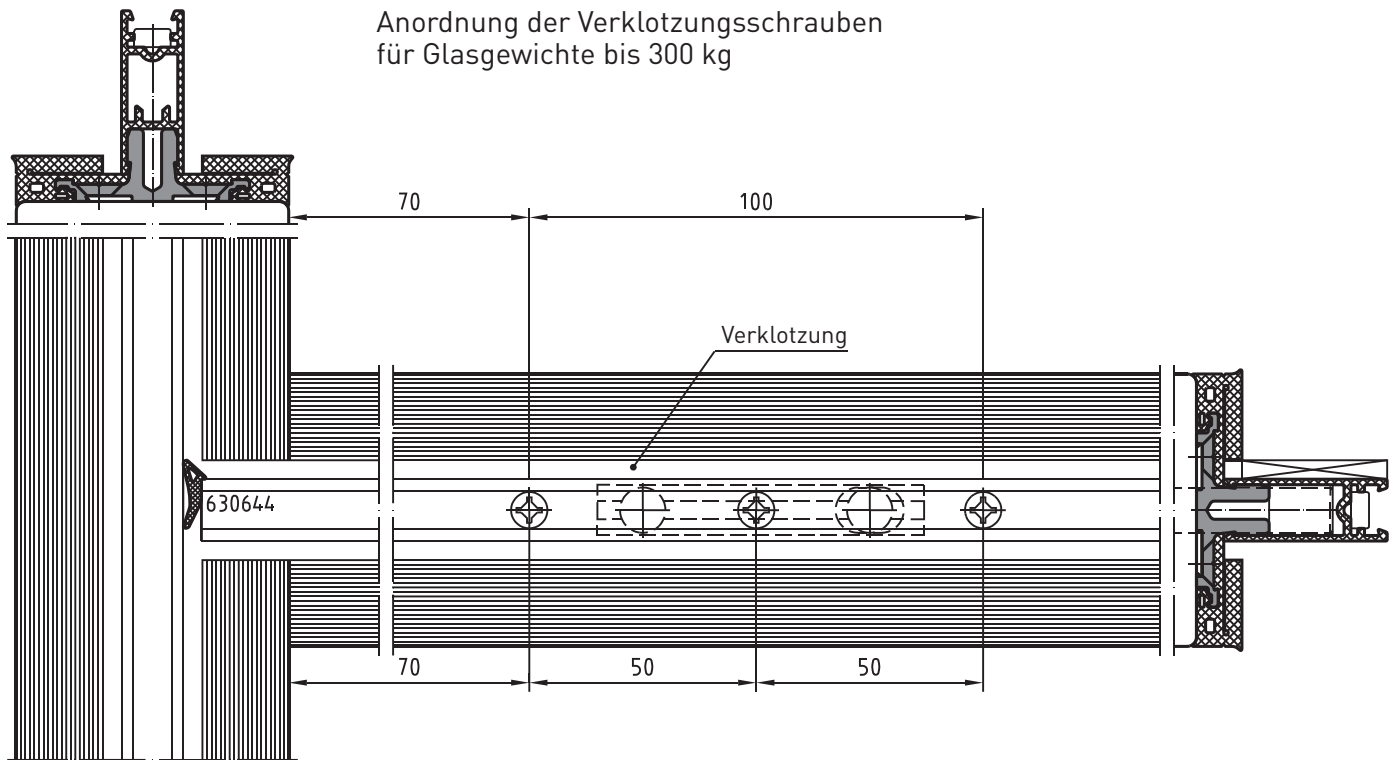 Anordnung der Verklotzungsschrauben
für Glasgewichte bis 300 kg
70
100
Verklotzung
630644
70
50
50